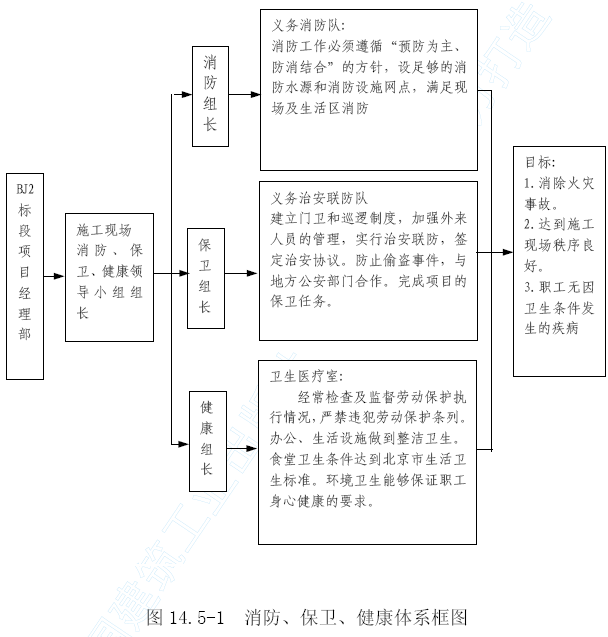 BJ2
标
段
项
目
经
理
部
施工现场
消防、保
卫、健康领
导小组组
长
消
防
组
长
义务消防队:
消防工作必须遵循“预防为主、
防消结合”的方针，设足够的消
防水源和消防设施网点，满足现
场及生活区消防
保
卫
组
长
义务治安联防队
建立门卫和巡逻制度，加强外来
人员的管理，实行治安联防，签
定治安协议。防止偷盗事件，与
地方公安部门合作。完成项目的
保卫任务。
健
康
组
长
卫生医疗室:
经常检查及监督劳动保护执
行情况，严禁违犯劳动保护条列。
办公、生活设施做到整洁卫生。
食堂卫生条件达到北京市生活卫
生标准。环境卫生能够保证职工
身心健康的要求。
目标:
1.消除火灾
事故。
2.达到施工
现场秩序良
好。
3.职工无因
卫生条件发
生的疾病
图 14.5-1 消防、保卫、健康体系框图